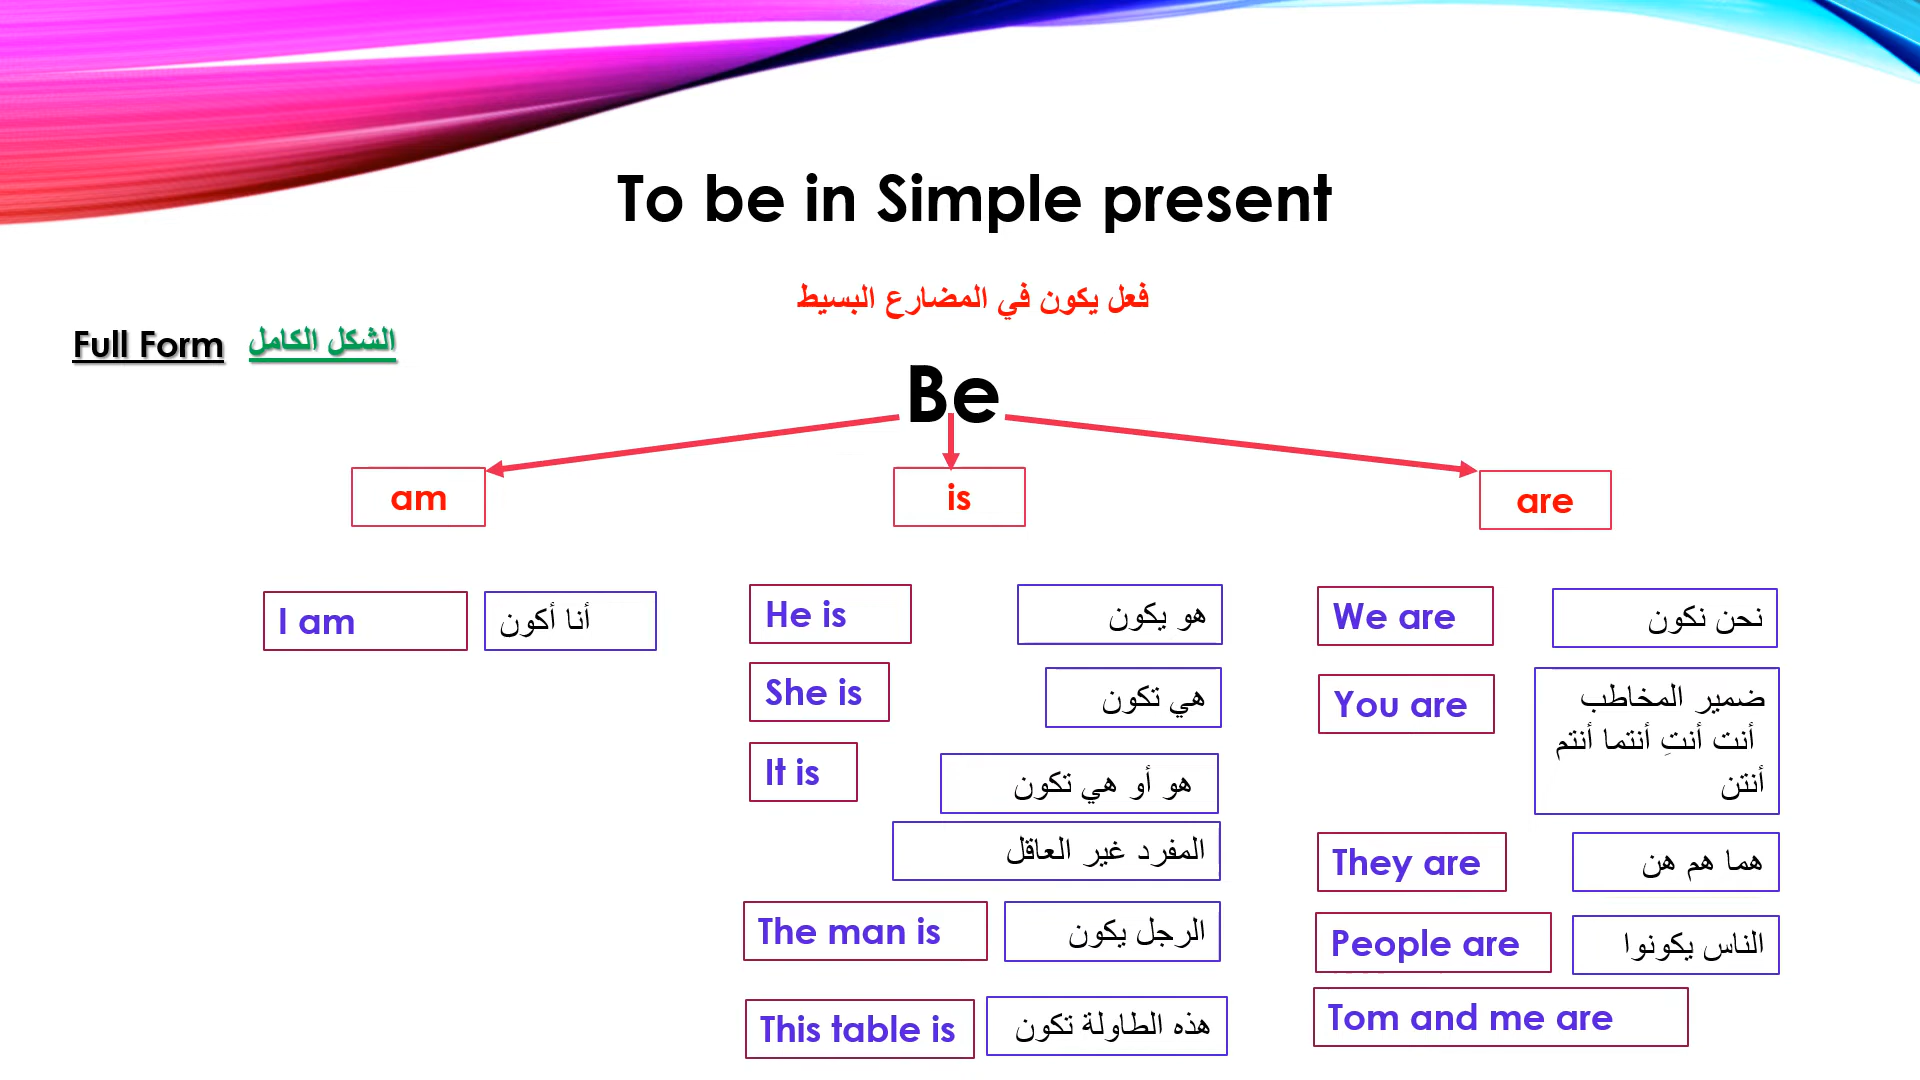 To be in Simple present
فعل يكون في المضارع البسيط
Full Form الشكل الكامل
Be
am
is
are
I am
أنا أكون
He is
هو يكون
She is
هي تكون
It is
هو أو هي تكون
المفرد غير العاقل
The man is
الرجل يكون
This table is
هذه الطاولة تكون
We are
نحن نكون
You are
ضمير المخاطب
أنت أنتِ أنتما أنتم
أنتن
They are
هما هم هن
People are
الناس يكونوا
Tom and me are